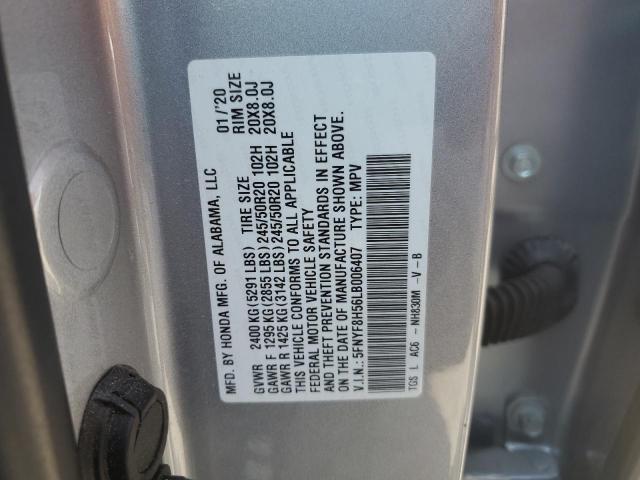 MFD. BY HONDA MFG. OF ALABAMA, LLC 01/'20
GVWR 2400 KG (5291 LBS) TIRE SIZE RIM SIZE
GAWR F 1295 KG (2855 LBS) 245/50R20 102H 20X8.0J
GAWR R 1425 KG (3142 LBS) 245/50R20 102H 20X8.0J
THIS VEHICLE CONFORMS TO ALL APPLICABLE
FEDERAL MOTOR VEHICLE SAFETY
AND THEFT PREVENTION STANDARDS IN EFFECT
ON THE DATE OF MANUFACTURE SHOWN ABOVE.
V.I.N.: 5FNYF8H56LB006407 TYPE: MPV
TGS L AC6 - NH830M -V-B